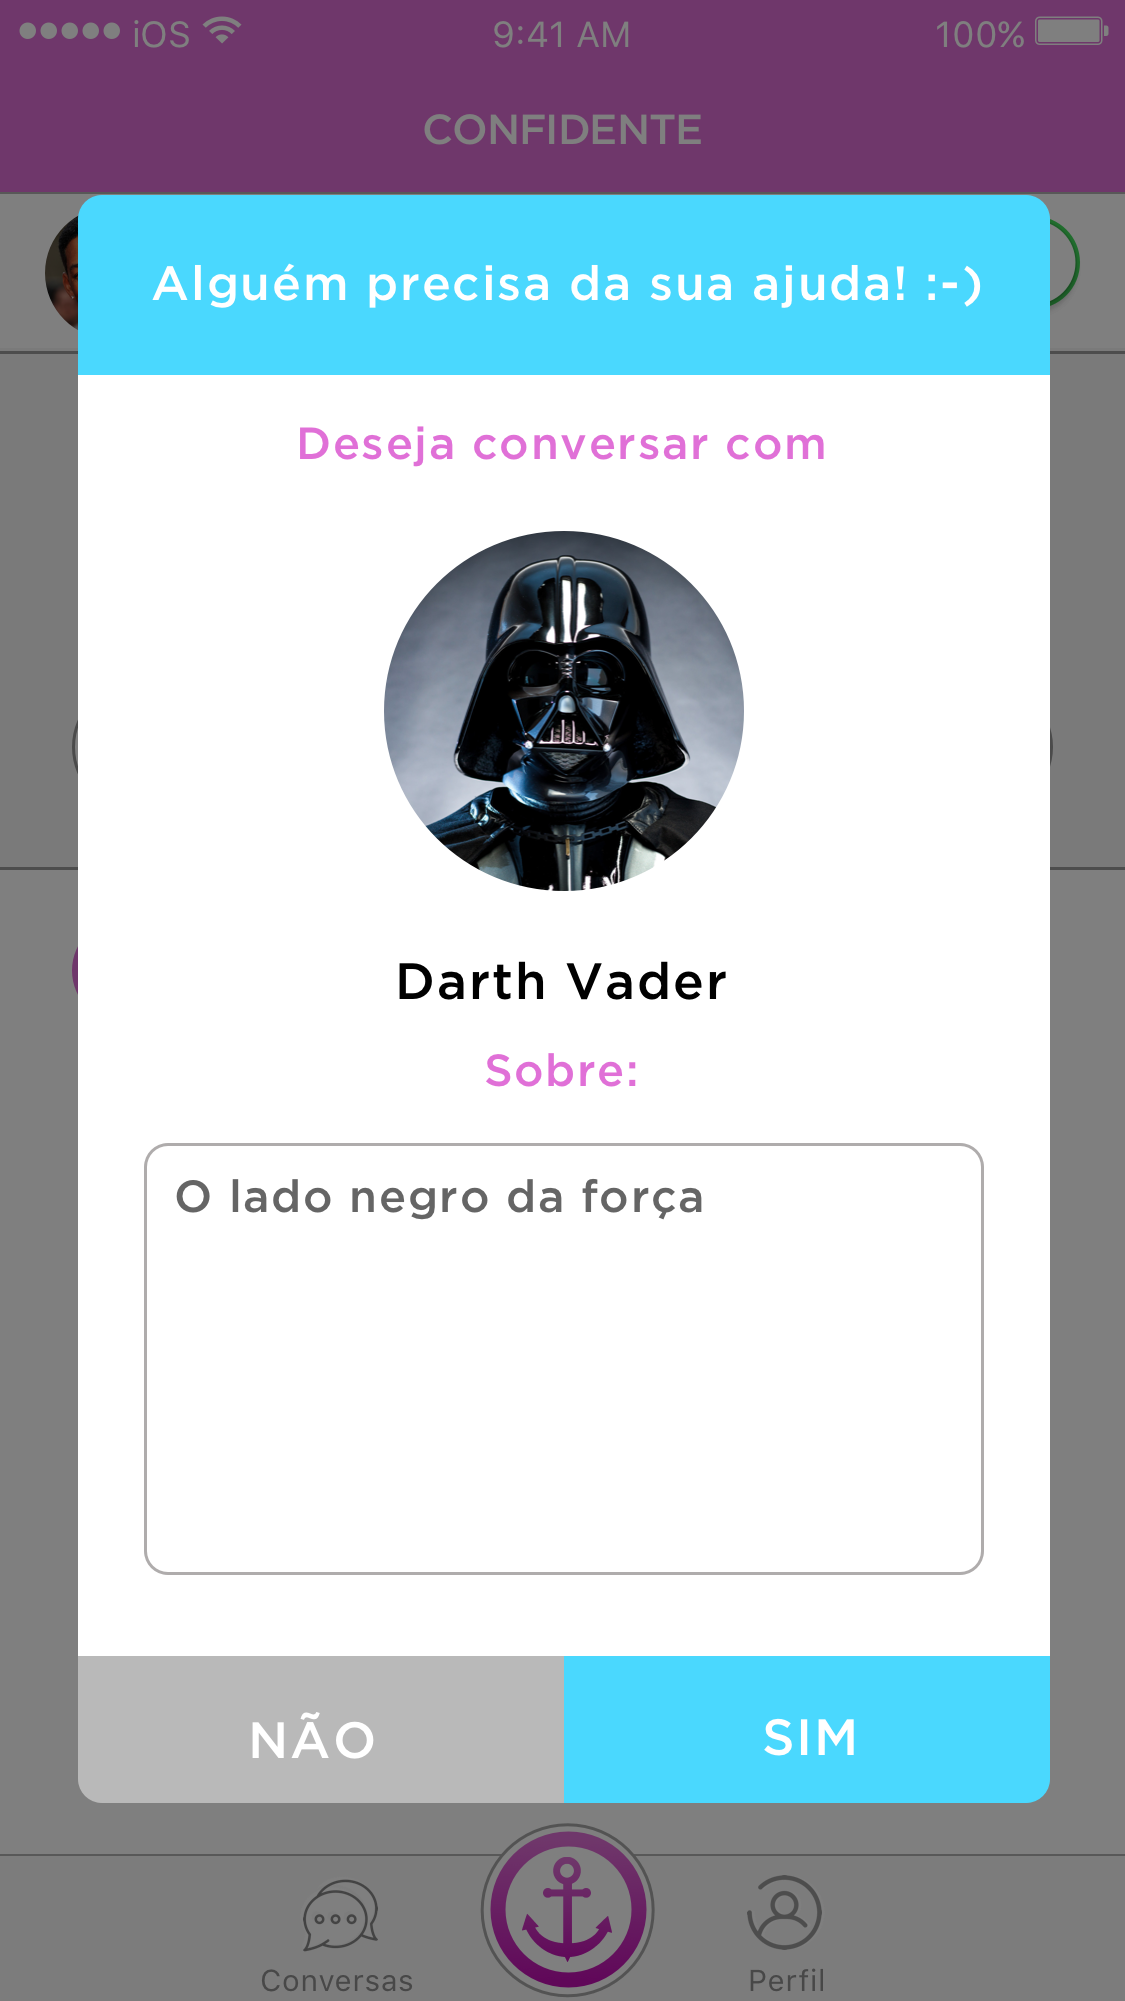 iOS 9:41 AM 100%
CONFIDENTE
Alguém precisa da sua ajuda! :-)
Deseja conversar com
Darth Vader
Sobre:
O lado negro da força
NÃO SIM
Conversas Perfil